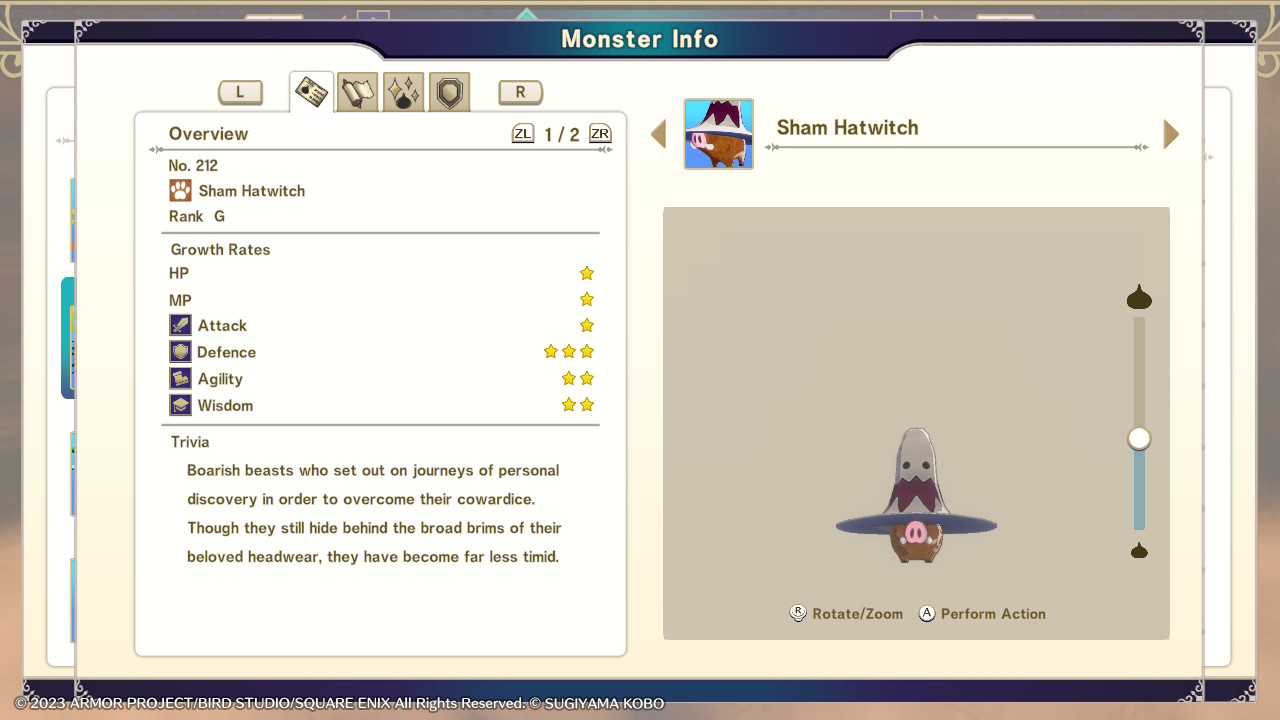 Monster Info
L
R
Overview
ZL 1 / 2 ZR
No. 212
Sham Hatwitch
Rank G
Growth Rates
HP
MP
Attack
Defence
Agility
Wisdom
Trivia
Boarish beasts who set out on journeys of personal
discovery in order to overcome their cowardice.
Though they still hide behind the broad brims of their
beloved headwear, they have become far less timid.
Sham Hatwitch
R Rotate/Zoom A Perform Action
© 2023 ARMOR PROJECT/BIRD STUDIO/SQUARE ENIX All Rights Reserved. © SUGIYAMA KOBO